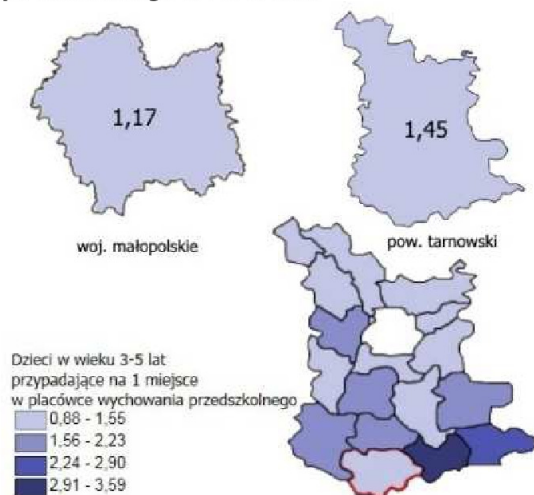 1,17
1,45
woj. małopolskie
pow. tarnowski
Dzieci w wieku 3-5 lat
przypadające na 1 miejsce
w placówce wychowania przedszkolnego
0,88 - 1,55
1,56 - 2,23
2,24 - 2,90
2,91 - 3,59